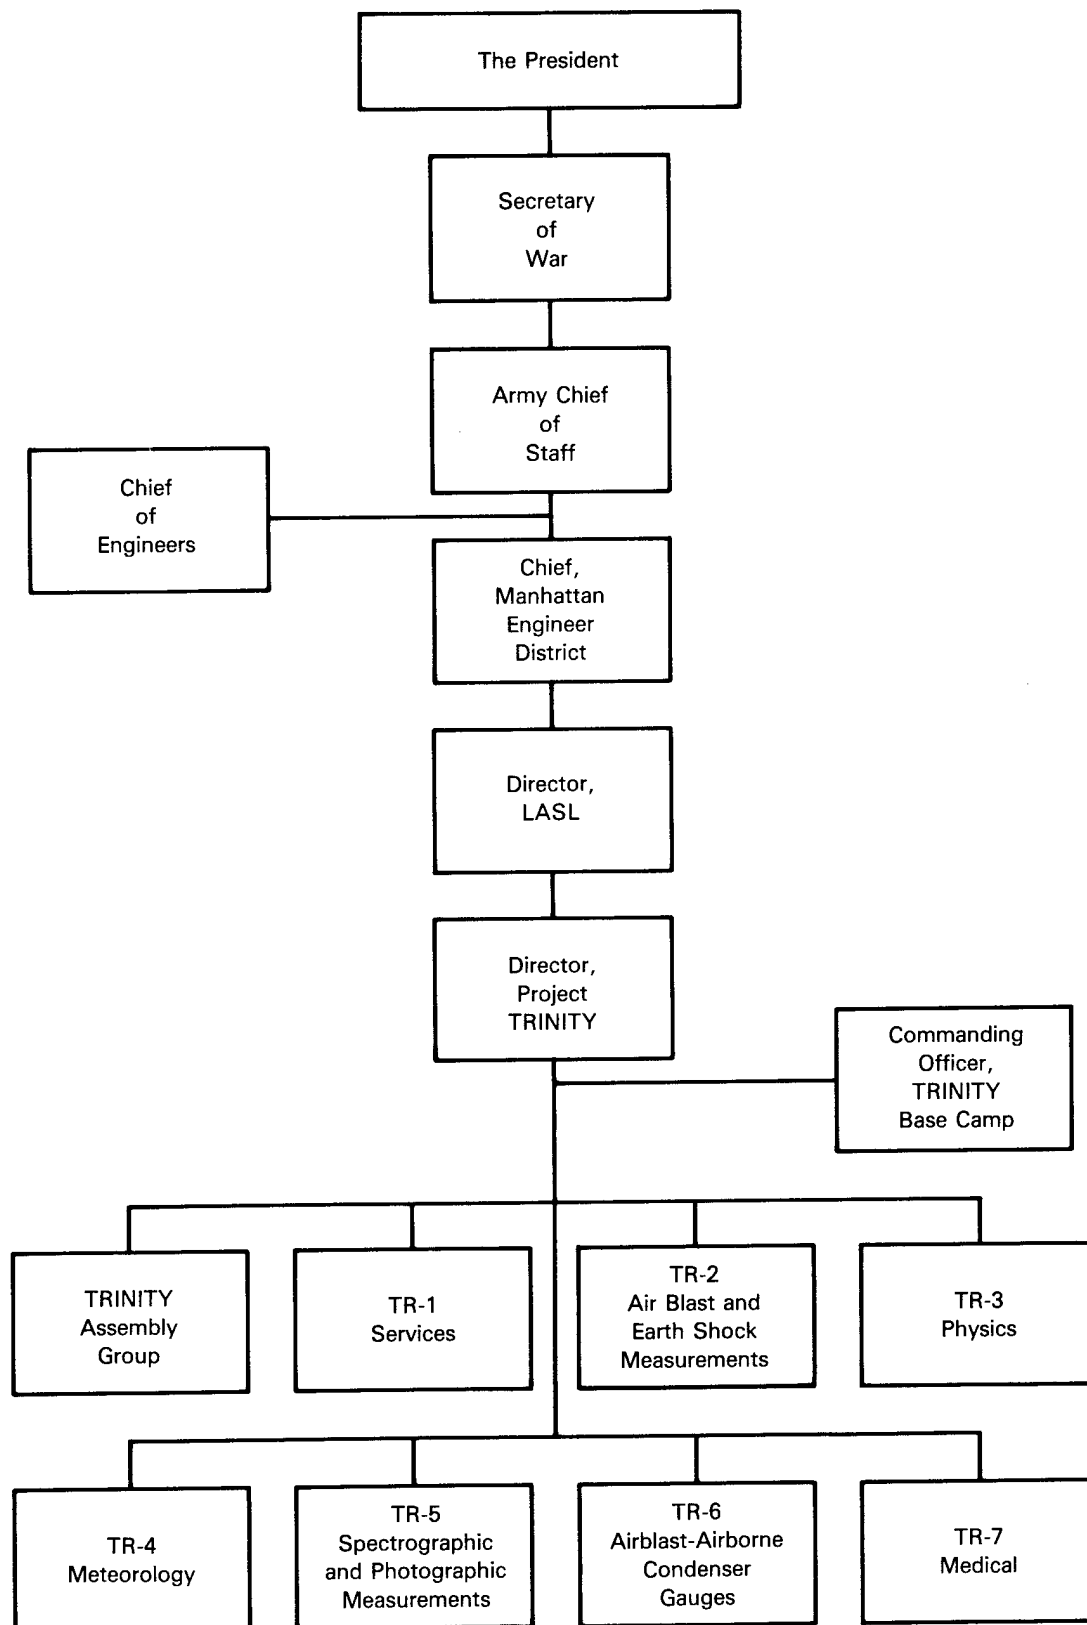 The President
Secretary
of
War
Army Chief
of
Staff
Chief
of
Engineers
Chief,
Manhattan
Engineer
District
Director,
LASL
Director,
Project
TRINITY
Commanding
Officer,
TRINITY
Base Camp
TRINITY
Assembly
Group
TR-1
Services
TR-2
Air Blast and
Earth Shock
Measurements
TR-3
Physics
TR-4
Meteorology
TR-5
Spectrographic
and Photographic
Measurements
TR-6
Airblast-Airborne
Condenser
Gauges
TR-7
Medical